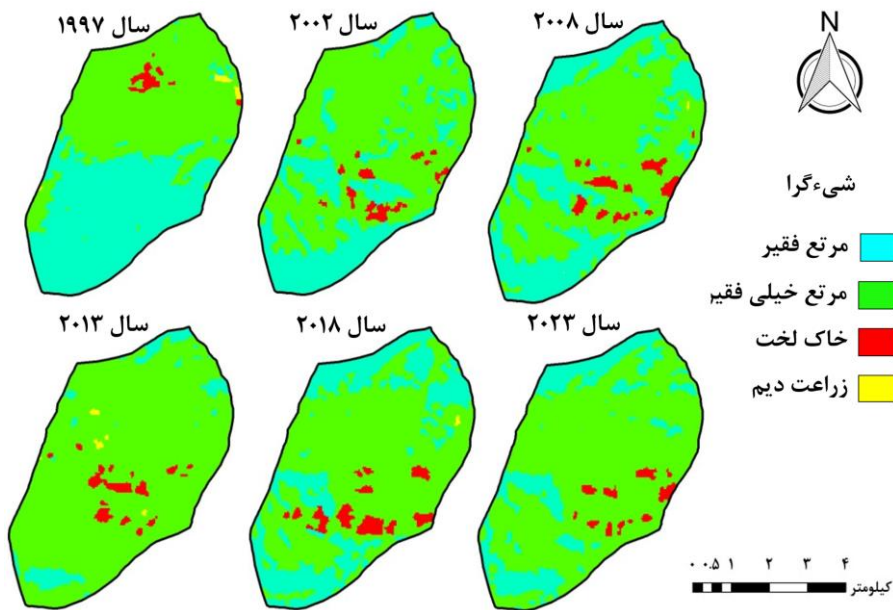 سال ۱۹۹۷
سال ۲۰۰۲
سال ۲۰۰۸
N
شیءگرا
مرتع فقیر
مرتع خیلی فقیر
خاک لخت
زراعت دیم
سال ۲۰۱۳
سال ۲۰۱۸
سال ۲۰۲۳
۰ ۰.۵ ۱ ۲ ۳ ۴
کیلومتر